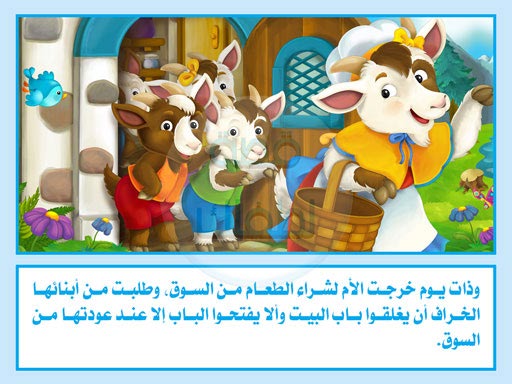 وذات يوم خرجت الأم لشراء الطعام من السوق، وطلبت من أبنائها
الخراف أن يغلقوا باب البيت وألا يفتحوا الباب إلا عند عودتها من
السوق.